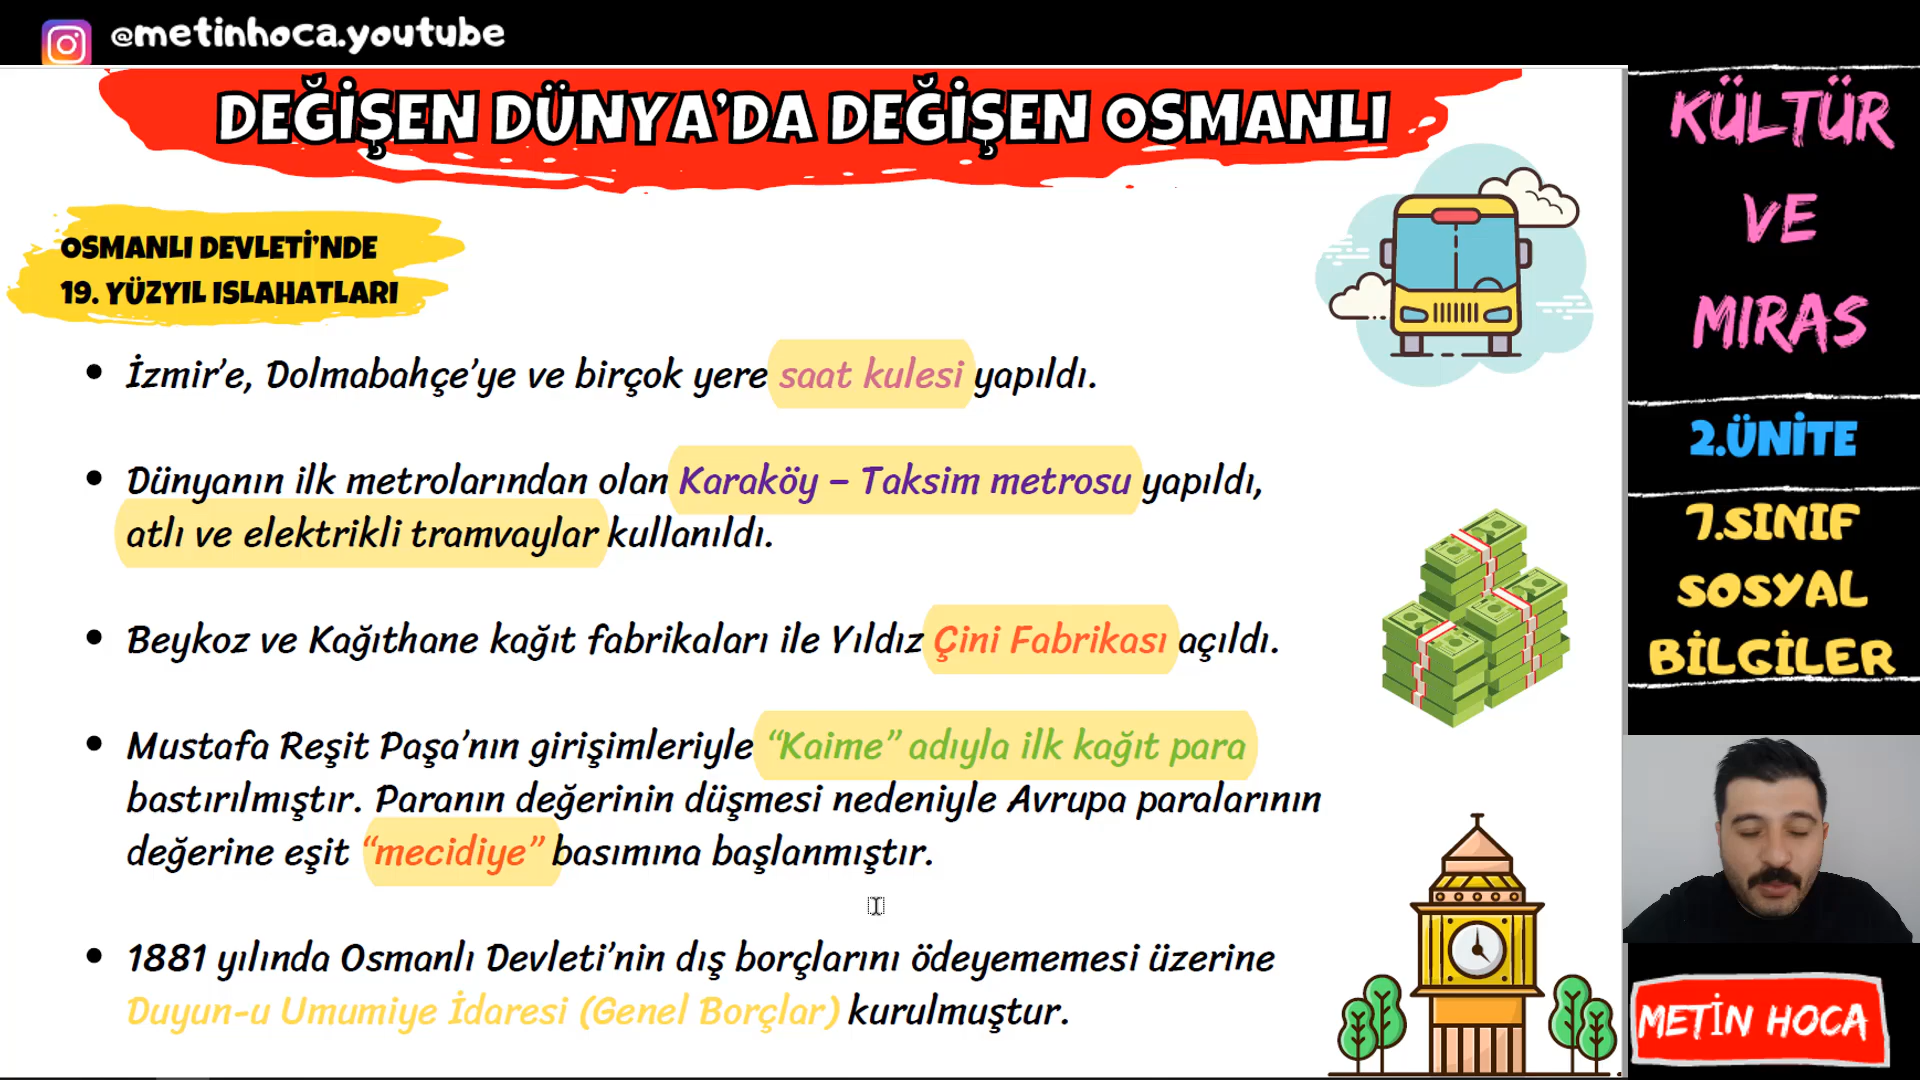 @metinhoca.youtube
DEĞİŞEN DÜNYA'DA DEĞİŞEN OSMANLI
OSMANLI DEVLETİ'NDE
19. YÜZYIL ISLAHATLARI
• İzmir'e, Dolmabahçe'ye ve birçok yere saat kulesi yapıldı.
• Dünyanın ilk metrolarından olan Karaköy – Taksim metrosu yapıldı,
atlı ve elektrikli tramvaylar kullanıldı.
• Beykoz ve Kağıthane kağıt fabrikaları ile Yıldız Çini Fabrikası açıldı.
• Mustafa Reşit Paşa'nın girişimleriyle “Kaime” adıyla ilk kağıt para
bastırılmıştır. Paranın değerinin düşmesi nedeniyle Avrupa paralarının
değerine eşit “mecidiye” basımına başlanmıştır.
• 1881 yılında Osmanlı Devleti'nin dış borçlarını ödeyememesi üzerine
Duyun-u Umumiye İdaresi (Genel Borçlar) kurulmuştur.
KÜLTÜR
VE
MIRAS
2.ÜNİTE
7.SINIF
SOSYAL
BİLGİLER
METİN HOCA